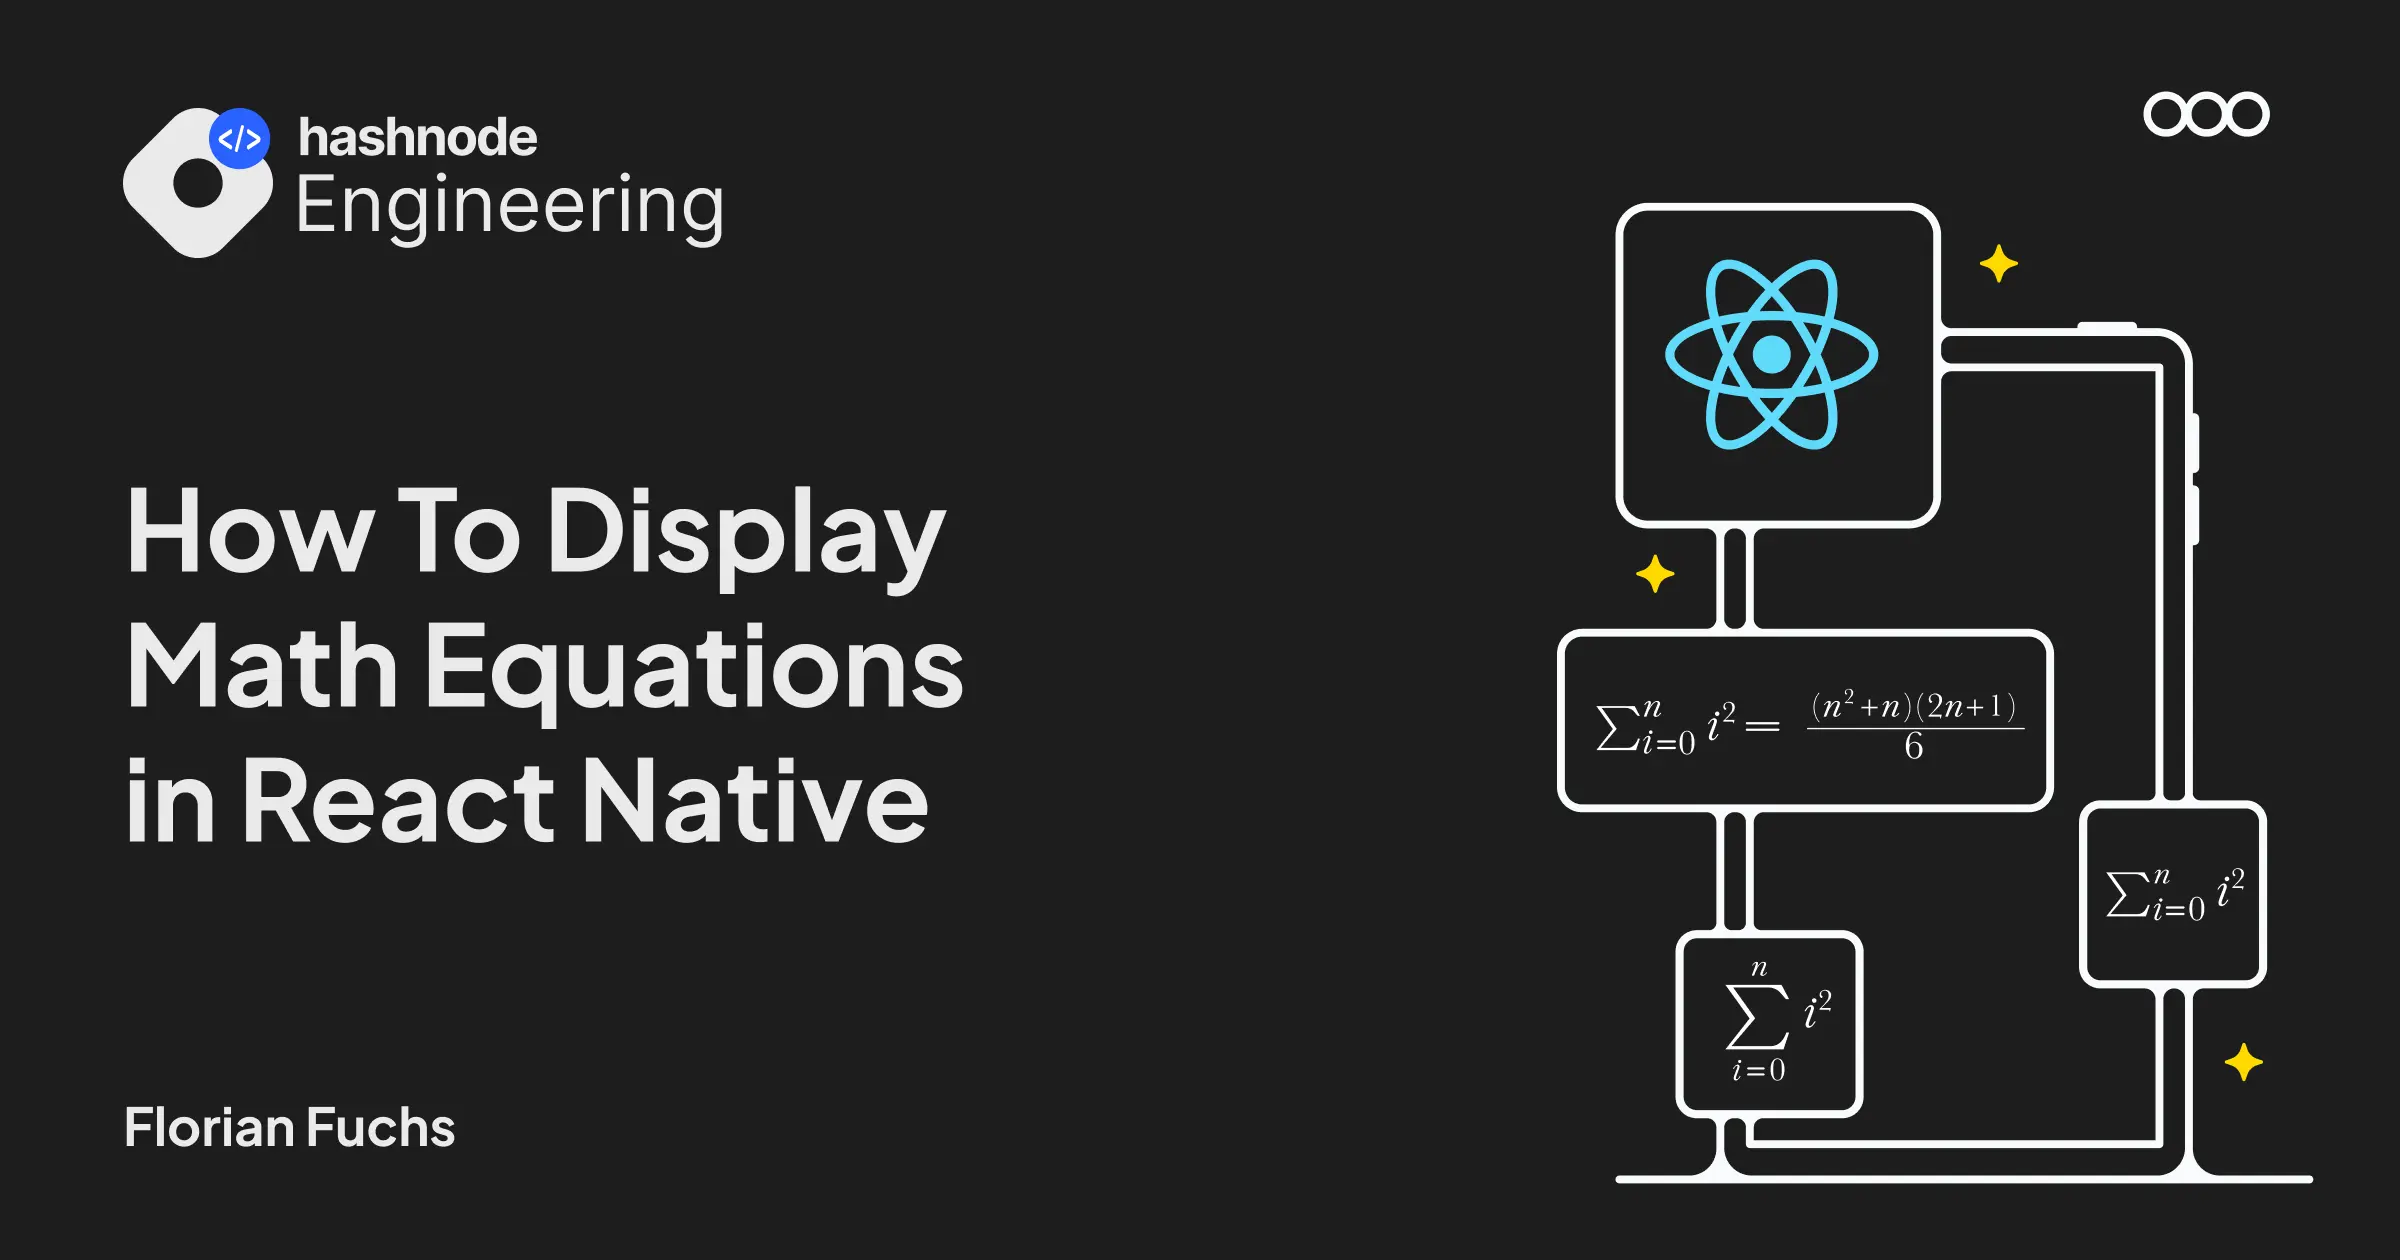 hashnode
Engineering
</>
How To Display
Math Equations
in React Native
Florian Fuchs
∑ⁿᵢ₌₀ i² = (n²+n)(2n+1) / 6
∑ⁿᵢ₌₀ i²
∑ⁿᵢ₌₀ i²